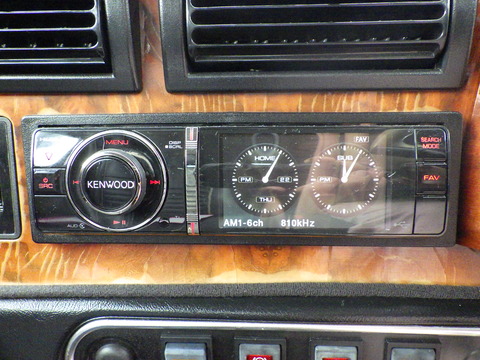 MENU
DISP
SCRL
SRC
KENWOOD
AUD
HOME
PM 22
THU
SUB
PM
FAV
AM1-6ch 810kHz
SEARCH
MODE
FAV